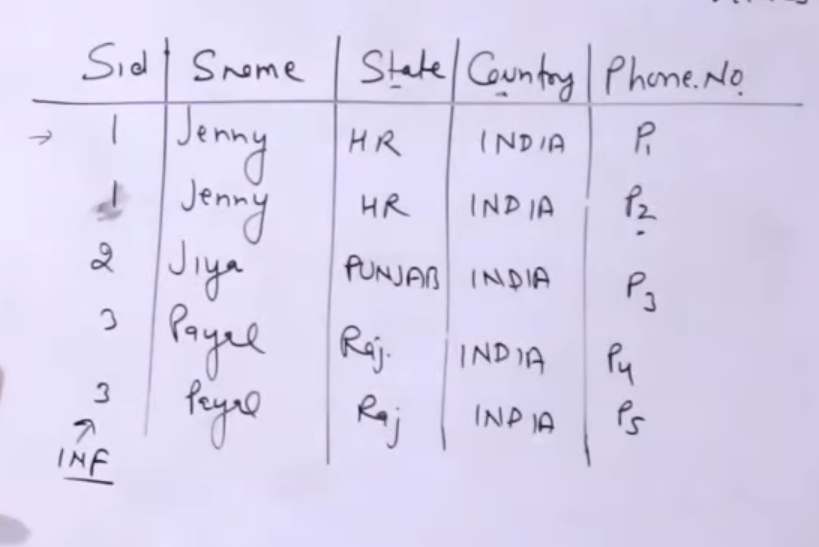 Sid Sname State Country Phone.No
1 Jenny HR INDIA P1
1 Jenny HR INDIA P2
2 Jiya PUNJAB INDIA P3
3 Payal Raj. INDIA P4
3 Payal Raj INDIA P5
INF